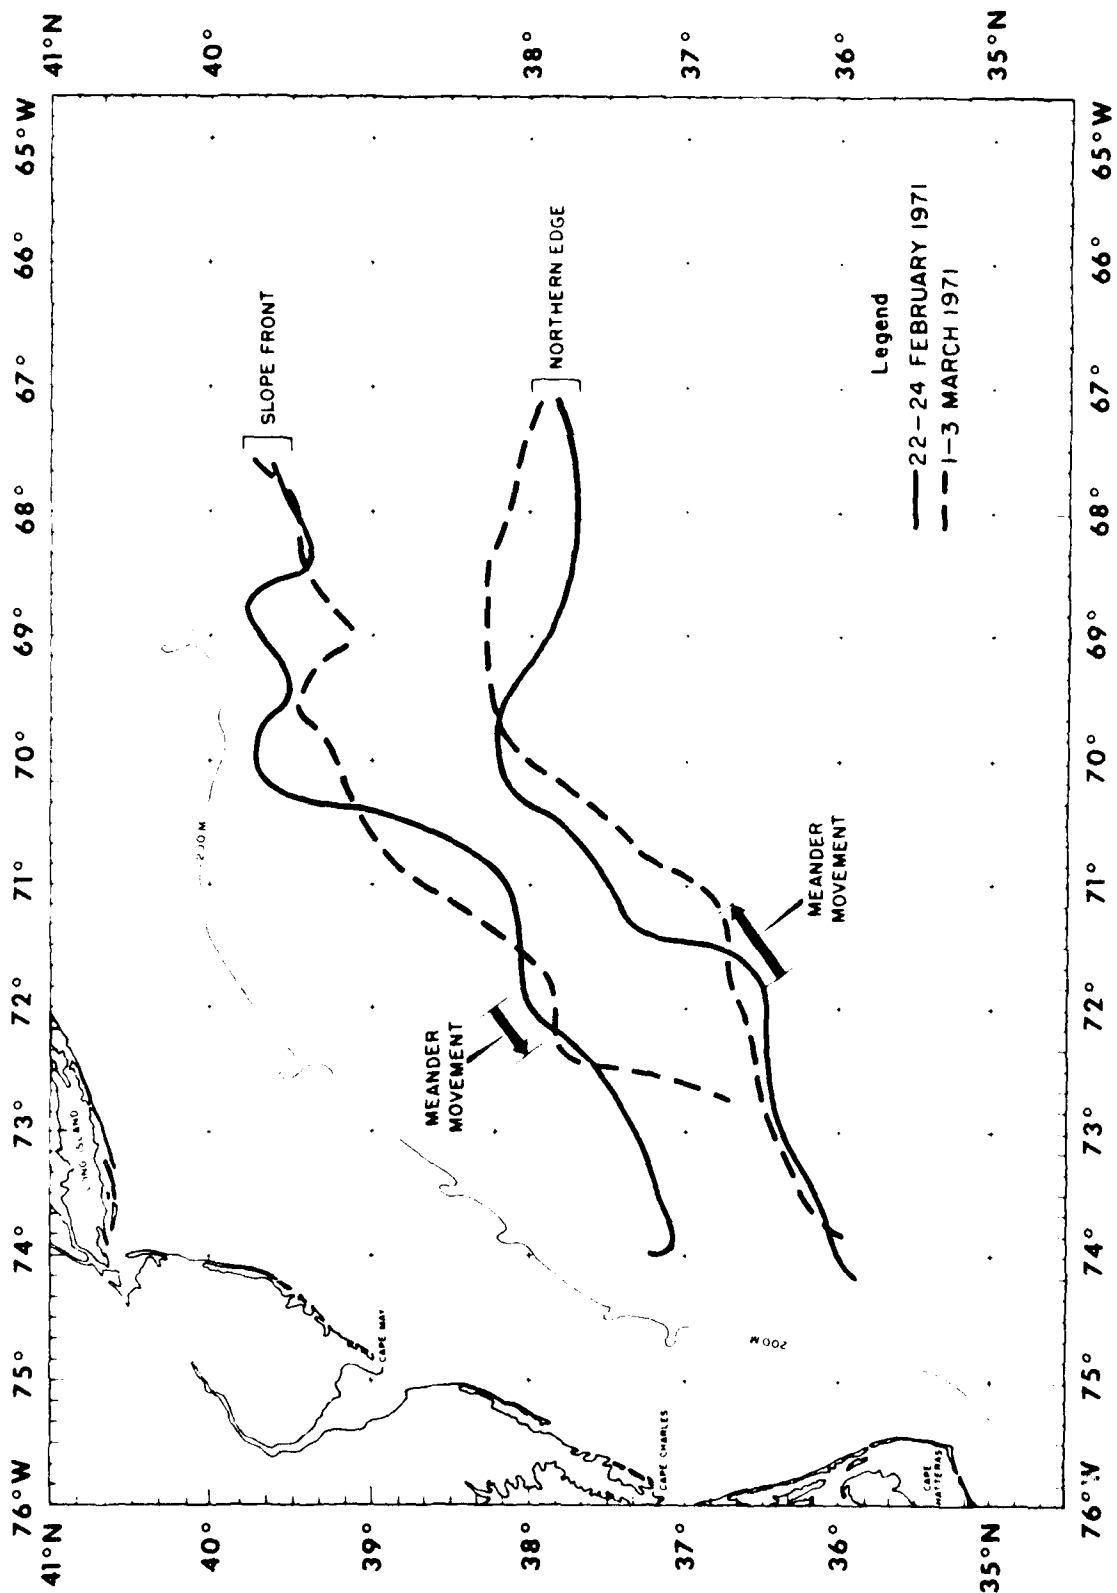 76°W 75° 74° 73° 72° 71° 70° 69° 68° 67° 66° 65°W
41°N 41°N
LONG ISLAND
200 M
40° 40°
SLOPE FRONT
39°
CAPE MAY
MEANDER
MOVEMENT
38° 38°
NORTHERN EDGE
CAPE CHARLES
37° 37°
200 M
MEANDER
MOVEMENT
36° 36°
Legend
22-24 FEBRUARY 1971
1-3 MARCH 1971
CAPE
HATTERAS
35°N 35°N
76°W 75° 74° 73° 72° 71° 70° 69° 68° 67° 66° 65°W